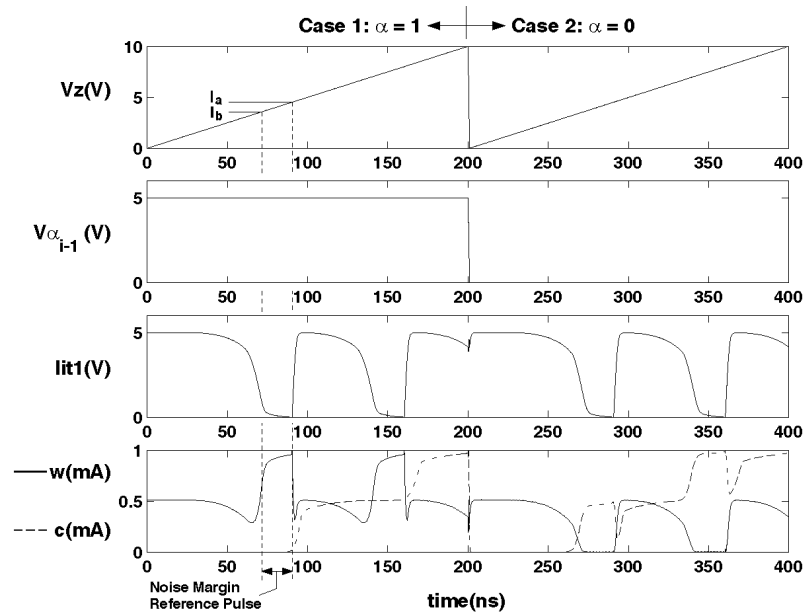 Case 1: α = 1
Case 2: α = 0
10
Vz(V)
5
0
I_a
I_b
0 50 100 150 200 250 300 350 400
5
Vα_{i-1} (V)
0
0 50 100 150 200 250 300 350 400
5
lit1(V)
0
0 50 100 150 200 250 300 350 400
1
w(mA)
0.5
c(mA)
0
0 50 100 150 200 250 300 350 400
Noise Margin
Reference Pulse
time(ns)